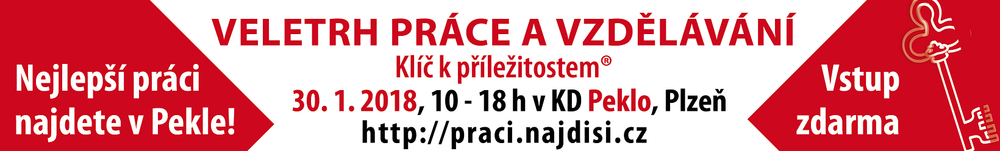 Nejlepší práci
najdete v Pekle!
VELETRH PRÁCE A VZDĚLÁVÁNÍ
Klíč k příležitostem®
30. 1. 2018, 10 - 18 h v KD Peklo, Plzeň
http://praci.najdisi.cz
Vstup
zdarma